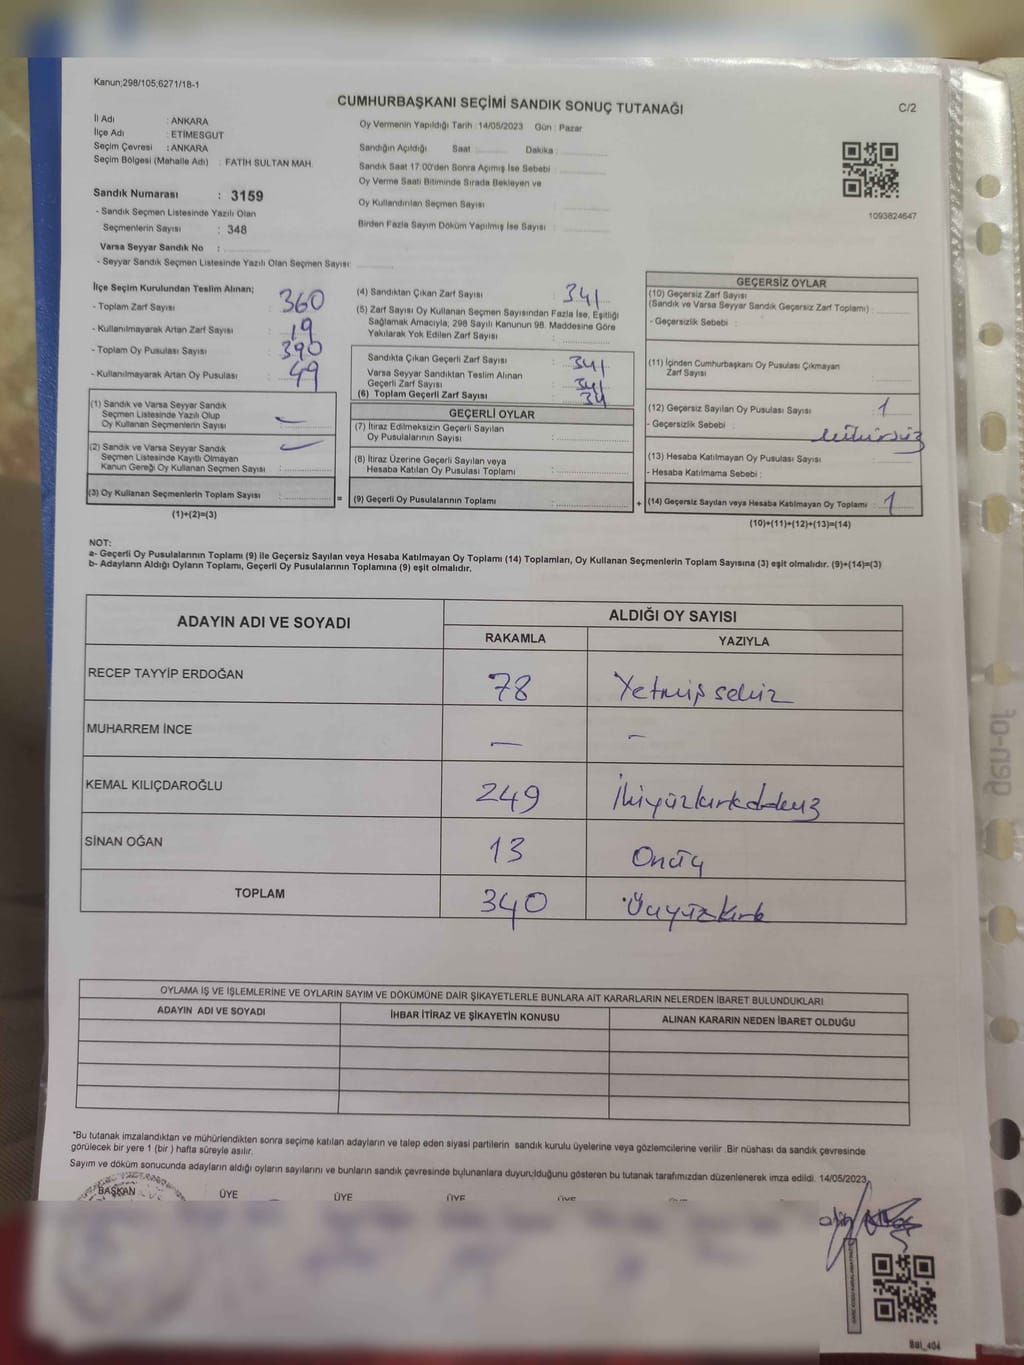 Kanun;298/105;6271/18-1
CUMHURBAŞKANI SEÇİMİ SANDIK SONUÇ TUTANAĞI
C/2
İl Adı : ANKARA
İlçe Adı : ETİMESGUT
Seçim Çevresi : ANKARA
Seçim Bölgesi (Mahalle Adı) : FATİH SULTAN MAH.
Sandık Numarası : 3159
- Sandık Seçmen Listesinde Yazılı Olan
Seçmenlerin Sayısı : 348
Varsa Seyyar Sandık No :
- Seyyar Sandık Seçmen Listesinde Yazılı Olan Seçmen Sayısı:
Oy Vermenin Yapıldığı Tarih : 14/05/2023 Gün : Pazar
Sandığın Açıldığı Saat : Dakika :
Sandık Saat 17:00'den Sonra Açımış İse Sebebi :
Oy Verme Saati Bitiminde Sırada Bekleyen ve
Oy Kullandırılan Seçmen Sayısı :
Birden Fazla Sayım Döküm Yapılmış İse Sayısı :
1093824647
İlçe Seçim Kurulundan Teslim Alınan;
- Toplam Zarf Sayısı : 360
- Kullanılmayarak Artan Zarf Sayısı : 19
- Toplam Oy Pusulası Sayısı : 390
- Kullanılmayarak Artan Oy Pusulası : 49
(1) Sandık ve Varsa Seyyar Sandık
Seçmen Listesinde Yazılı Olup
Oy Kullanan Seçmenlerin Sayısı : —
(2) Sandık ve Varsa Seyyar Sandık
Seçmen Listesinde Kayıtlı Olmayan
Kanun Gereği Oy Kullanan Seçmen Sayısı : —
(3) Oy Kullanan Seçmenlerin Toplam Sayısı :
(1)+(2)=(3)
(4) Sandıktan Çıkan Zarf Sayısı : 341
(5) Zarf Sayısı Oy Kullanan Seçmen Sayısından Fazla İse, Eşitliği
Sağlamak Amacıyla; 298 Sayılı Kanunun 98. Maddesine Göre
Yakılarak Yok Edilen Zarf Sayısı :
Sandıkta Çıkan Geçerli Zarf Sayısı : 341
Varsa Seyyar Sandıktan Teslim Alınan
Geçerli Zarf Sayısı : 341
(6) Toplam Geçerli Zarf Sayısı : 34
GEÇERLİ OYLAR
(7) İtiraz Edilmeksizin Geçerli Sayılan
Oy Pusulalarının Sayısı :
(8) İtiraz Üzerine Geçerli Sayılan veya
Hesaba Katılan Oy Pusulası Toplamı :
= (9) Geçerli Oy Pusulalarının Toplamı :
GEÇERSİZ OYLAR
(10) Geçersiz Zarf Sayısı
(Sandık ve Varsa Seyyar Sandık Geçersiz Zarf Toplamı) :
- Geçersizlik Sebebi :
(11) İçinden Cumhurbaşkanı Oy Pusulası Çıkmayan
Zarf Sayısı :
(12) Geçersiz Sayılan Oy Pusulası Sayısı : 1
- Geçersizlik Sebebi :
(13) Hesaba Katılmayan Oy Pusulası Sayısı :
- Hesaba Katılmama Sebebi :
+ (14) Geçersiz Sayılan veya Hesaba Katılmayan Oy Toplamı : 1
(10)+(11)+(12)+(13)=(14)
NOT:
a- Geçerli Oy Pusulalarının Toplamı (9) ile Geçersiz Sayılan veya Hesaba Katılmayan Oy Toplamı (14) Toplamları, Oy Kullanan Seçmenlerin Toplam Sayısına (3) eşit olmalıdır. (9)+(14)=(3)
b- Adayların Aldığı Oyların Toplamı, Geçerli Oy Pusulalarının Toplamına (9) eşit olmalıdır.
ADAYIN ADI VE SOYADI ALDIĞI OY SAYISI
RAKAMLA YAZIYLA
RECEP TAYYİP ERDOĞAN 78 Yetmiş sekiz
MUHARREM İNCE — —
KEMAL KILIÇDAROĞLU 249 İkiyüzkırkdokuz
SİNAN OĞAN 13 Onüç
TOPLAM 340 Üçyüzkırk
OYLAMA İŞ VE İŞLEMLERİNE VE OYLARIN SAYIM VE DÖKÜMÜNE DAİR ŞİKAYETLERLE BUNLARA AİT KARARLARIN NELERDEN İBARET BULUNDUKLARI
ADAYIN ADI VE SOYADI İHBAR İTİRAZ VE ŞİKAYETİN KONUSU ALINAN KARARIN NEDEN İBARET OLDUĞU
*Bu tutanak imzalandıktan ve mühürlendikten sonra seçime katılan adayların ve talep eden siyasi partilerin sandık kurulu üyelerine veya gözlemcilerine verilir. Bir nüshası da sandık çevresinde
görülecek bir yere 1 (bir) hafta süreyle asılır.
Sayım ve döküm sonucunda adayların aldığı oyların sayılarını ve bunların sandık çevresinde bulunanlara duyurulduğunu gösteren bu tutanak tarafımızdan düzenlenerek imza edildi. 14/05/2023
BAŞKAN ÜYE ÜYE ÜYE ÜYE
gen-of